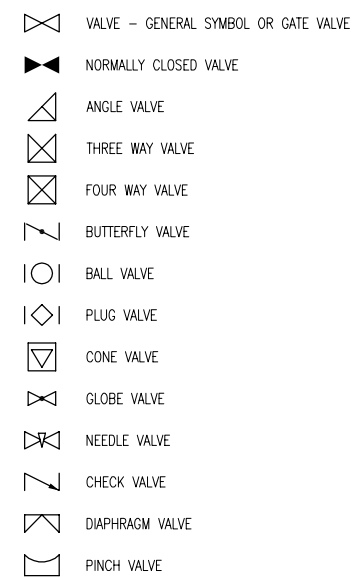 VALVE – GENERAL SYMBOL OR GATE VALVE
NORMALLY CLOSED VALVE
ANGLE VALVE
THREE WAY VALVE
FOUR WAY VALVE
BUTTERFLY VALVE
BALL VALVE
PLUG VALVE
CONE VALVE
GLOBE VALVE
NEEDLE VALVE
CHECK VALVE
DIAPHRAGM VALVE
PINCH VALVE